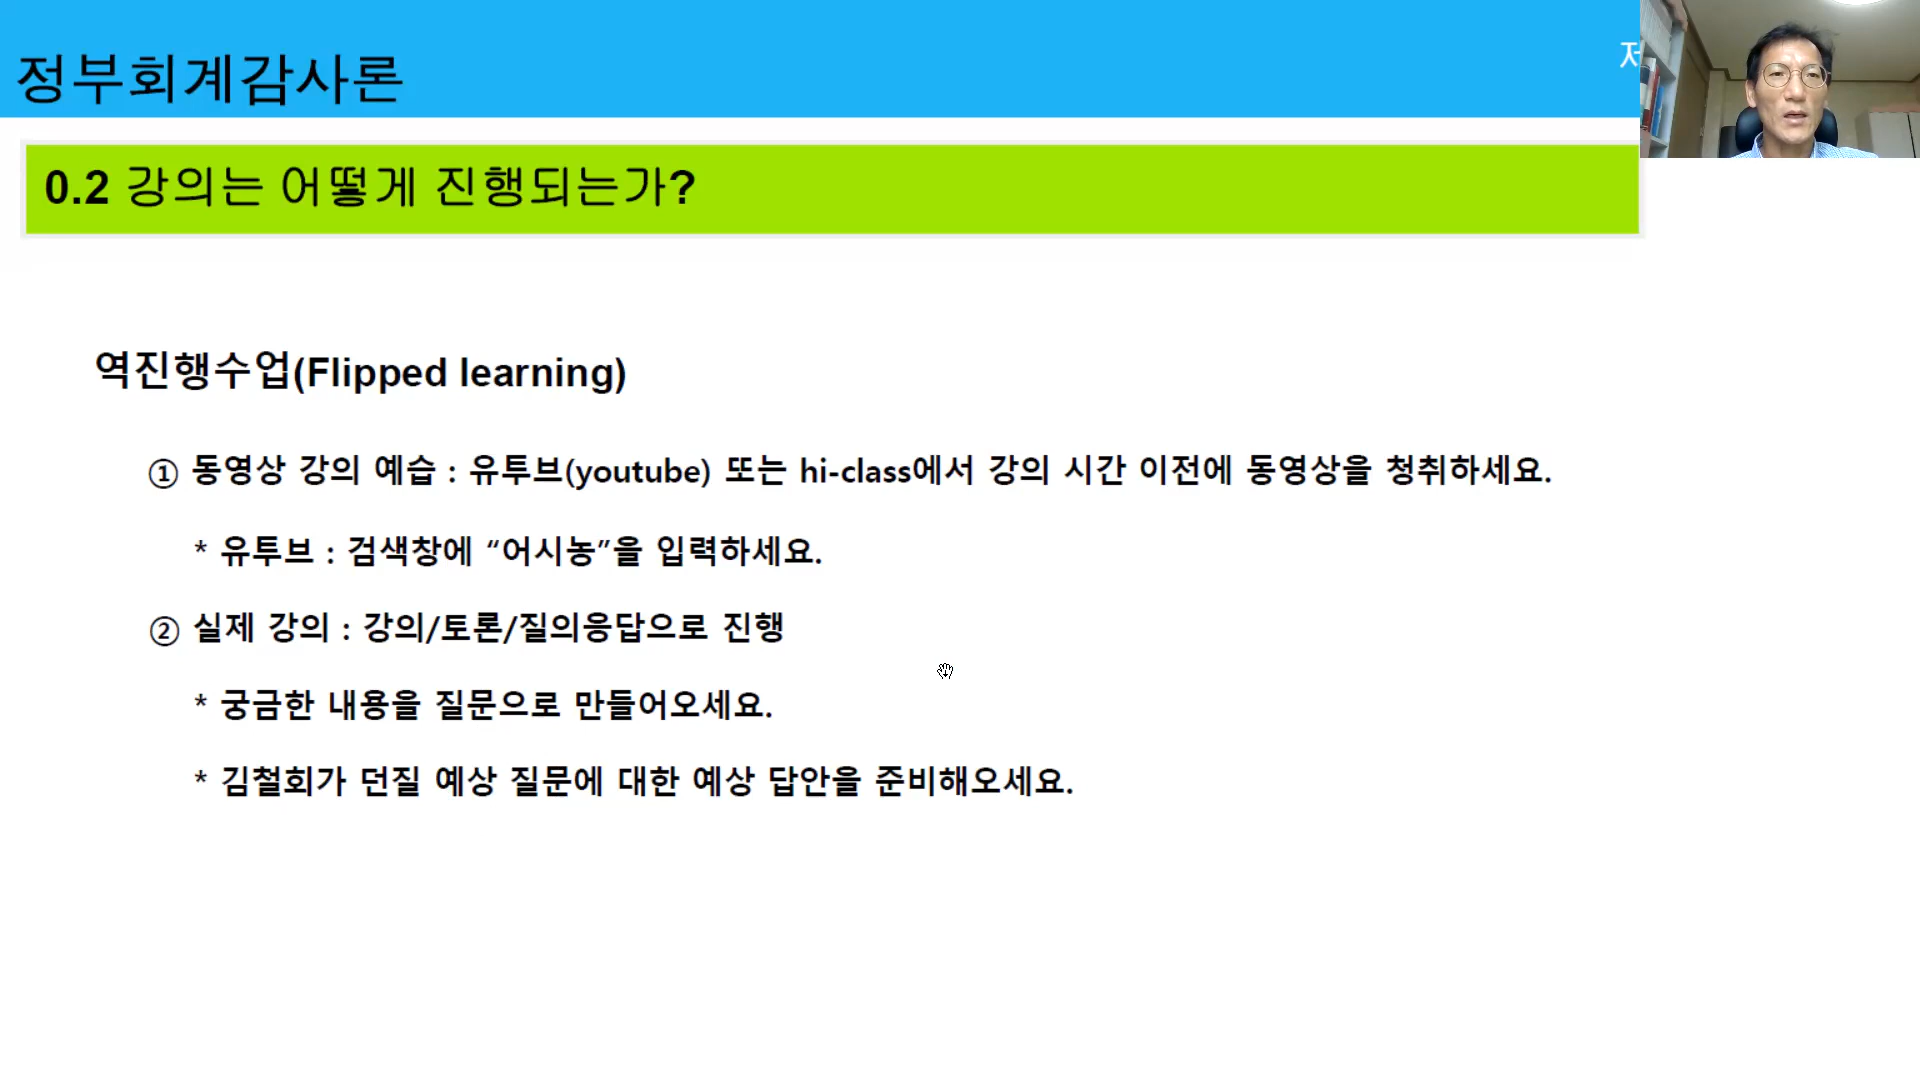 정부회계감사론
0.2 강의는 어떻게 진행되는가?
역진행수업(Flipped learning)
① 동영상 강의 예습 : 유투브(youtube) 또는 hi-class에서 강의 시간 이전에 동영상을 청취하세요.
* 유투브 : 검색창에 “어시농”을 입력하세요.
② 실제 강의 : 강의/토론/질의응답으로 진행
* 궁금한 내용을 질문으로 만들어오세요.
* 김철회가 던질 예상 질문에 대한 예상 답안을 준비해오세요.